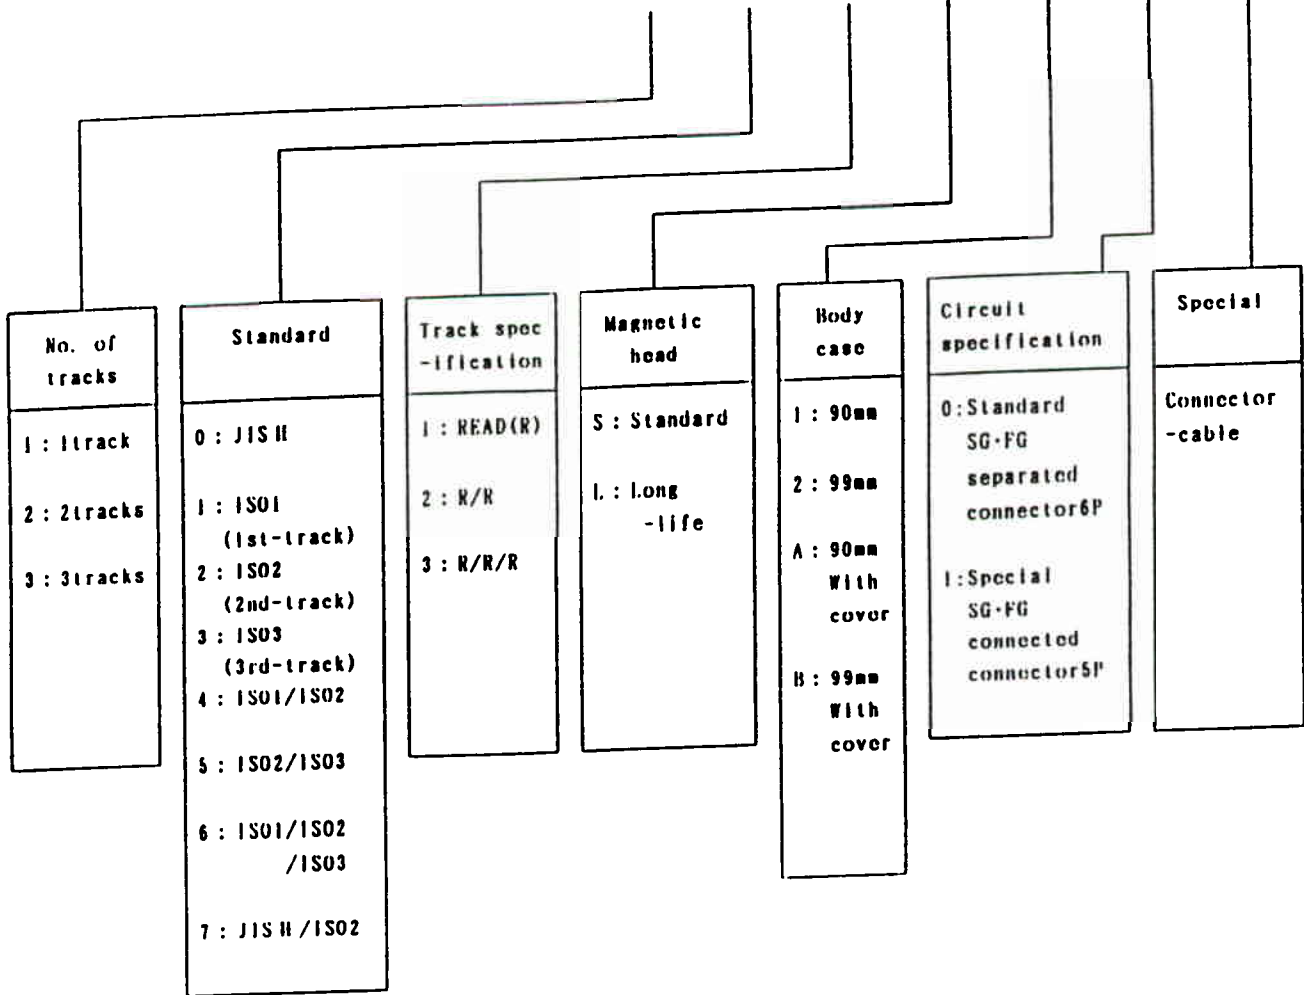 No. of
tracks
1 : 1track
2 : 2tracks
3 : 3tracks
Standard
0 : JIS II
1 : ISO1
(1st-track)
2 : ISO2
(2nd-track)
3 : ISO3
(3rd-track)
4 : ISO1/ISO2
5 : ISO2/ISO3
6 : ISO1/ISO2
/ISO3
7 : JIS II/ISO2
Track spec
-ification
1 : READ(R)
2 : R/R
3 : R/R/R
Magnetic
head
S : Standard
L : Long
-life
Body
case
1 : 90mm
2 : 99mm
A : 90mm
With
cover
B : 99mm
With
cover
Circuit
specification
0:Standard
SG·FG
separated
connector6P
1:Special
SG·FG
connected
connector5P
Special
Connector
-cable